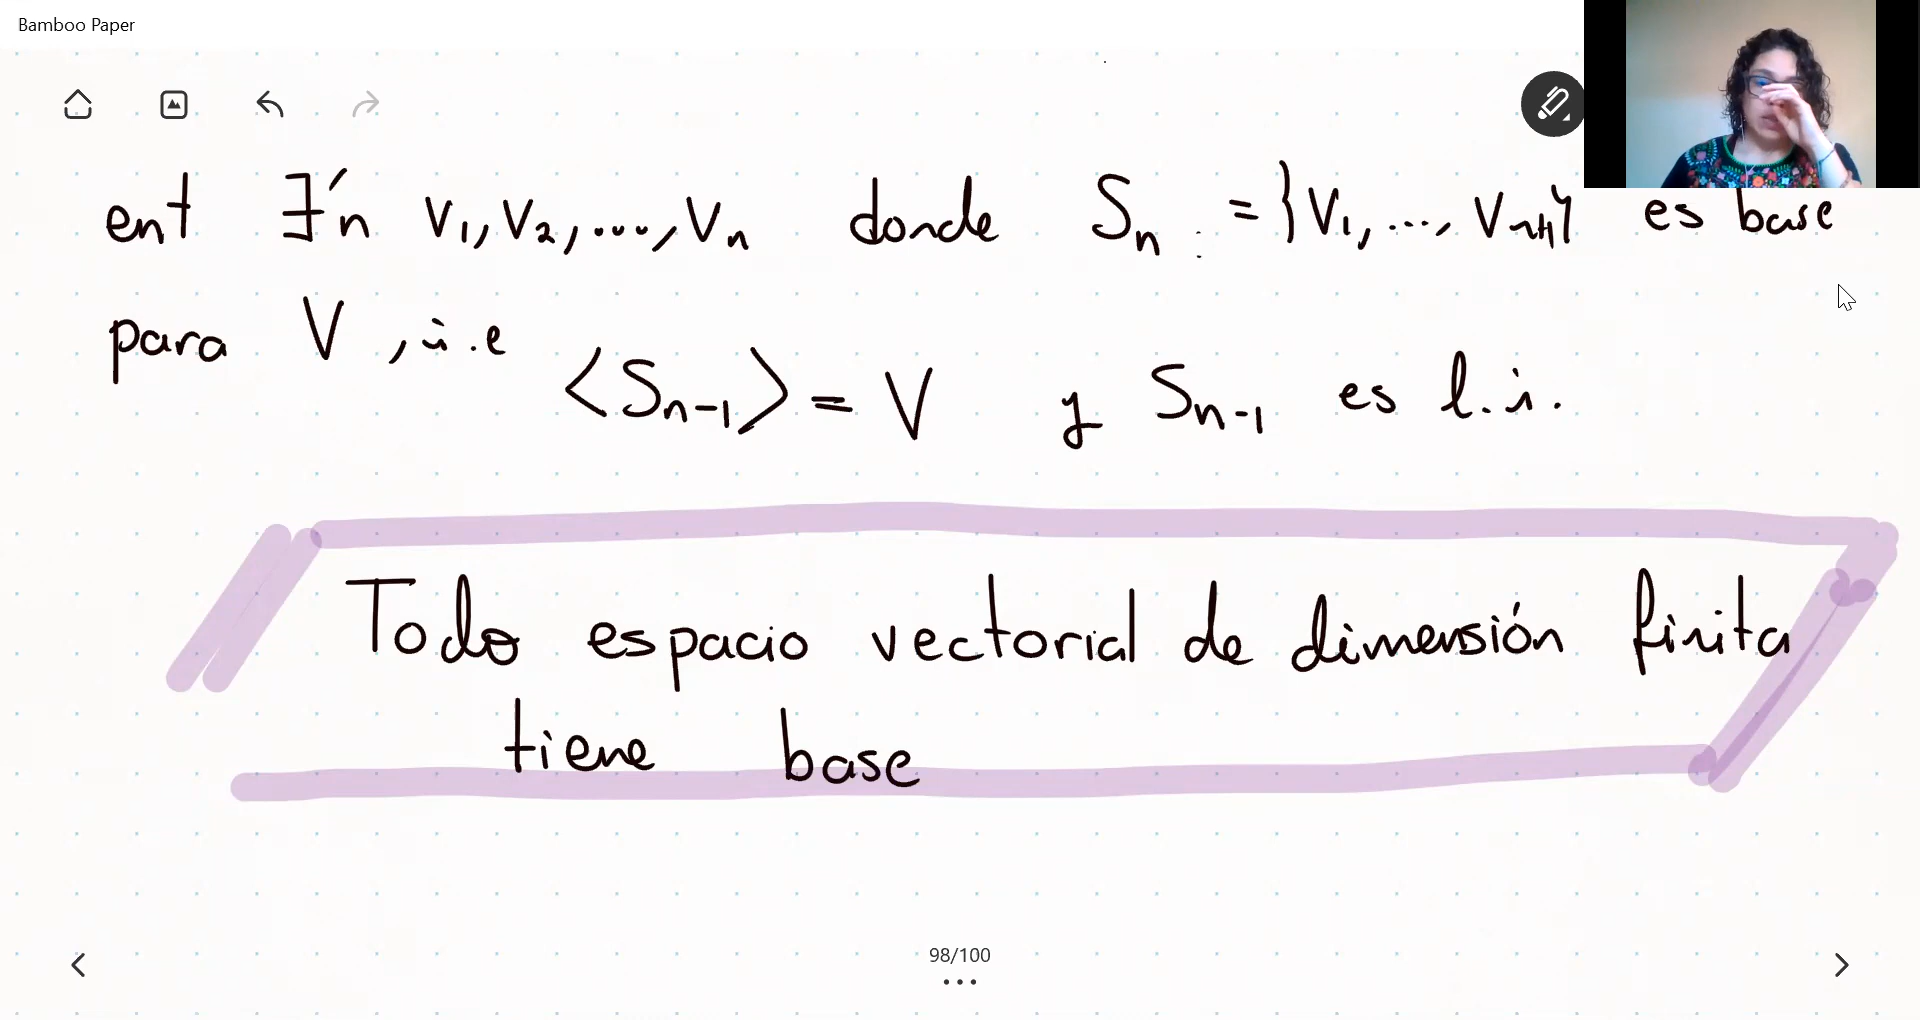 Bamboo Paper
ent ∃'n v₁, v₂, ..., vₙ donde Sₙ := {v₁, ..., vₙ₊₁} es base
para V, i.e
⟨Sₙ₋₁⟩ = V y Sₙ₋₁ es l.i.
Todo espacio vectorial de dimensión finita
tiene base
98/100